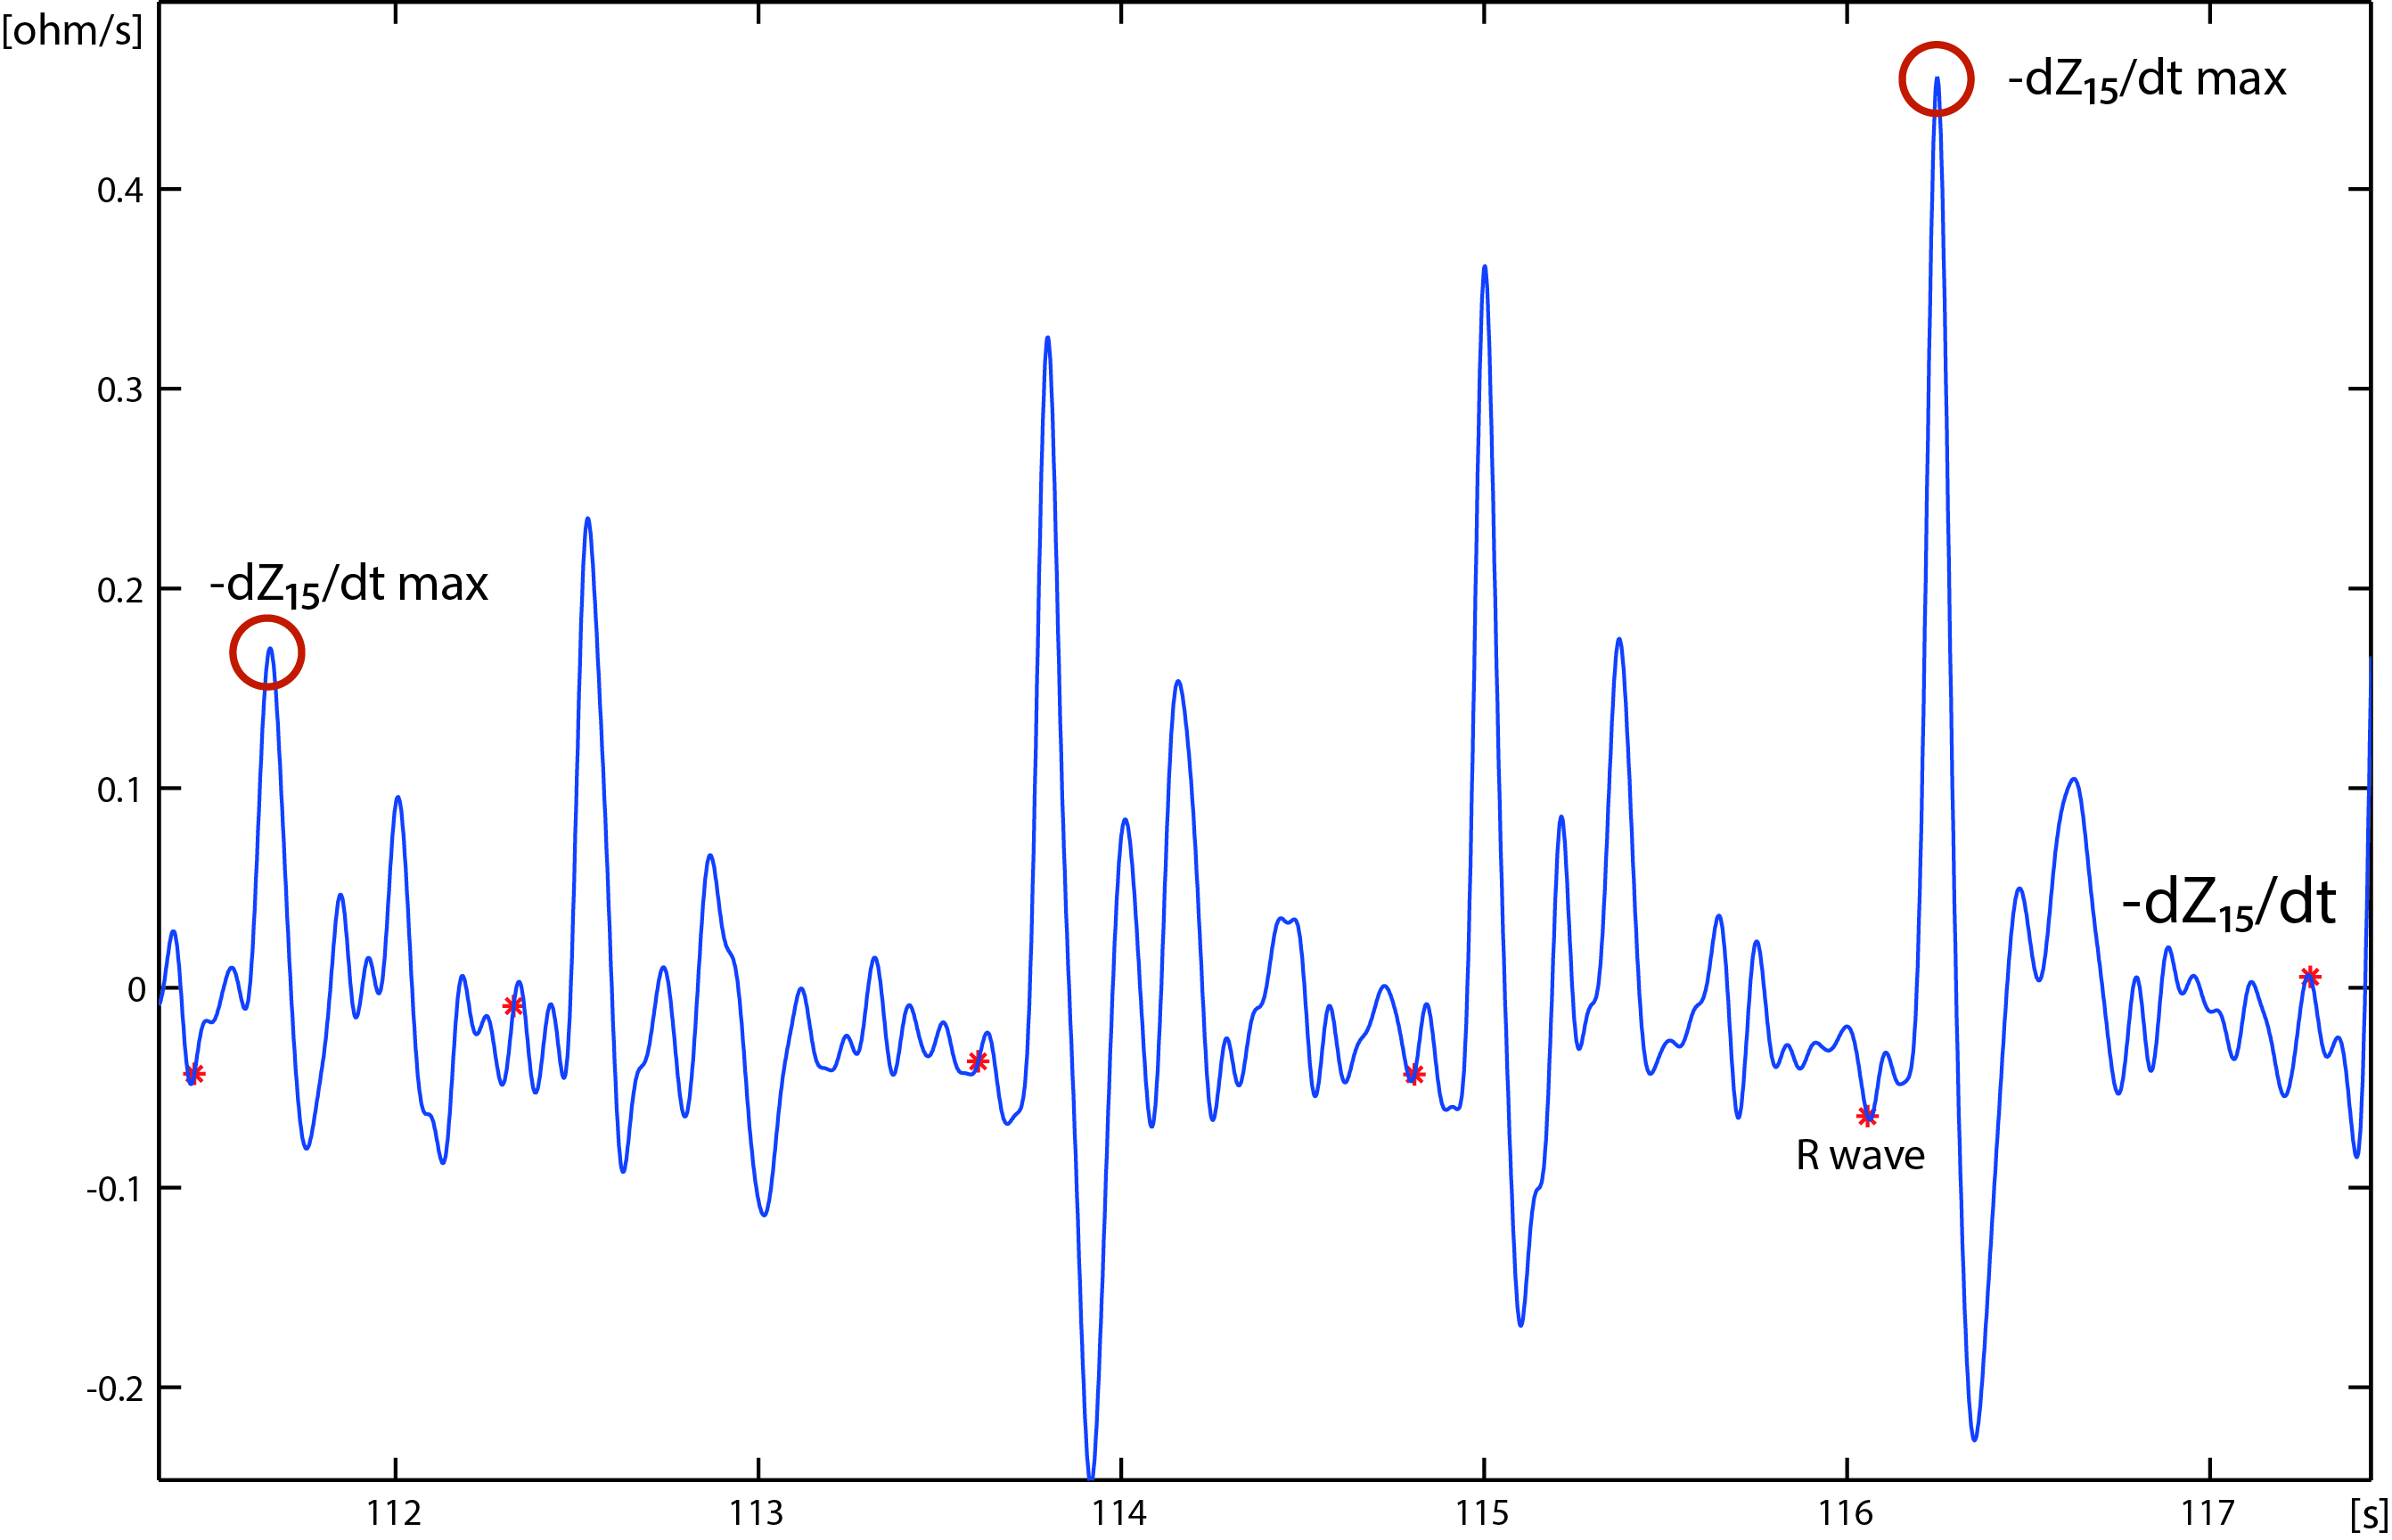 [ohm/s]
-dZ₁₅/dt max
0.4
0.3
0.2
-dZ₁₅/dt max
0.1
-dZ₁₅/dt
0
R wave
-0.1
-0.2
112 113 114 115 116 117 [s]